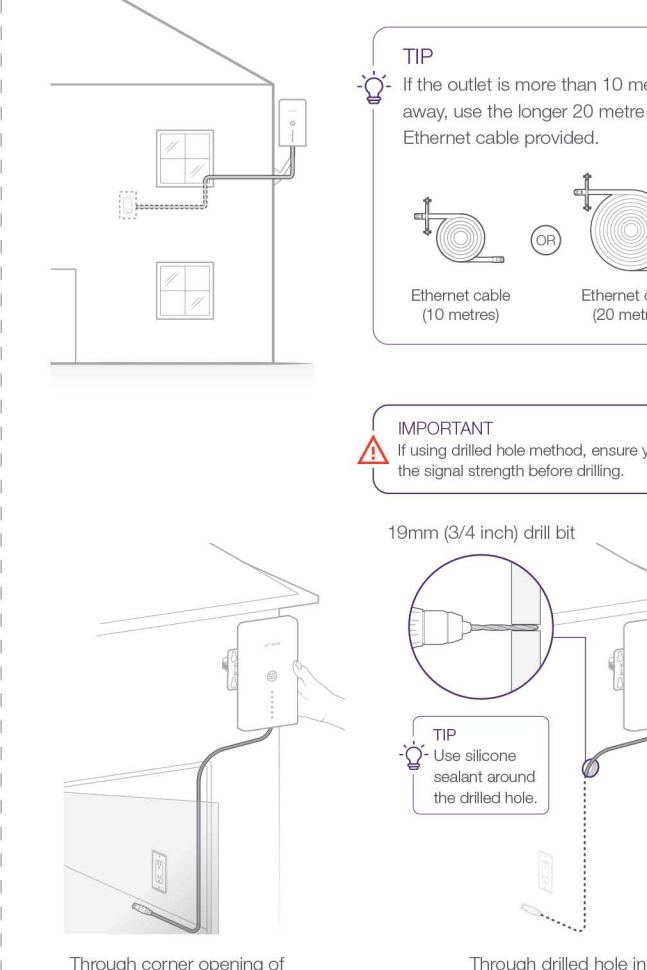 TIP
If the outlet is more than 10 me
away, use the longer 20 metre
Ethernet cable provided.
OR
Ethernet cable
(10 metres)
Ethernet c
(20 metr
IMPORTANT
If using drilled hole method, ensure y
the signal strength before drilling.
19mm (3/4 inch) drill bit
TIP
Use silicone
sealant around
the drilled hole.
Through corner opening of
Through drilled hole in